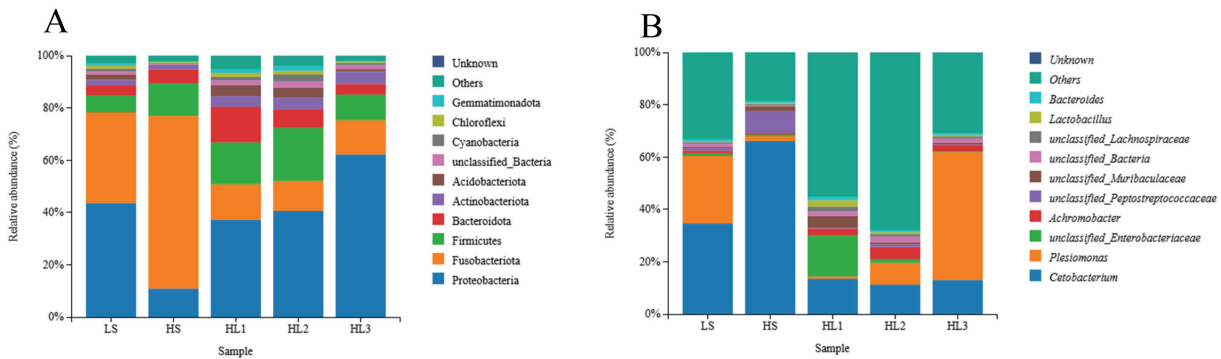 A
Relative abundance (%)
100%
80%
60%
40%
20%
0%
LS HS HL1 HL2 HL3
Sample
Unknown
Others
Gemmatimonadota
Chloroflexi
Cyanobacteria
unclassified_Bacteria
Acidobacteriota
Actinobacteriota
Bacteroidota
Firmicutes
Fusobacteriota
Proteobacteria
B
Relative abundance (%)
100%
80%
60%
40%
20%
0%
LS HS HL1 HL2 HL3
Sample
Unknown
Others
Bacteroides
Lactobacillus
unclassified_Lachnospiraceae
unclassified_Bacteria
unclassified_Muribaculaceae
unclassified_Peptostreptococcaceae
Achromobacter
unclassified_Enterobacteriaceae
Plesiomonas
Cetobacterium